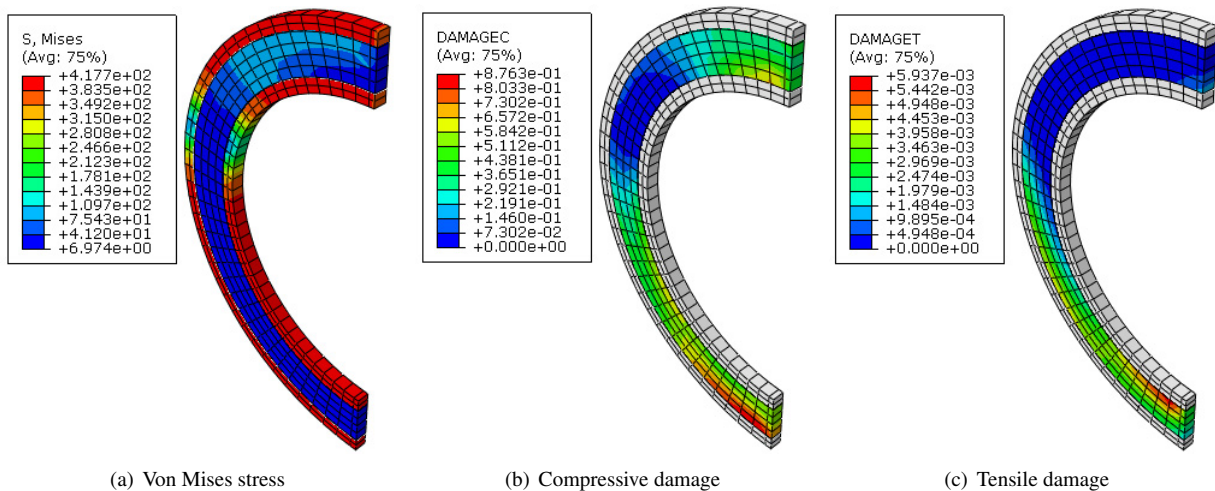 S, Mises
(Avg: 75%)
+4.177e+02
+3.835e+02
+3.492e+02
+3.150e+02
+2.808e+02
+2.466e+02
+2.123e+02
+1.781e+02
+1.439e+02
+1.097e+02
+7.543e+01
+4.120e+01
+6.974e+00
DAMAGEC
(Avg: 75%)
+8.763e-01
+8.033e-01
+7.302e-01
+6.572e-01
+5.842e-01
+5.112e-01
+4.381e-01
+3.651e-01
+2.921e-01
+2.191e-01
+1.460e-01
+7.302e-02
+0.000e+00
DAMAGET
(Avg: 75%)
+5.937e-03
+5.442e-03
+4.948e-03
+4.453e-03
+3.958e-03
+3.463e-03
+2.969e-03
+2.474e-03
+1.979e-03
+1.484e-03
+9.895e-04
+4.948e-04
+0.000e+00
(a) Von Mises stress
(b) Compressive damage
(c) Tensile damage